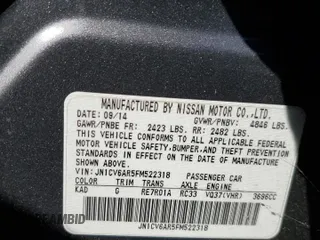 MANUFACTURED BY NISSAN MOTOR CO.,LTD.
DATE: 09/14 GVWR/PNBV: 4846 LBS.
GAWR/PNBE FR: 2423 LBS. RR: 2482 LBS.
THIS VEHICLE CONFORMS TO ALL APPLICABLE FEDERAL
MOTOR VEHICLE SAFETY,BUMPER,AND THEFT PREVENTION
STANDARDS IN EFFECT ON THE DATE OF MANUFACTURE
SHOWN ABOVE.
VIN: JN1CV6AR5FM522318 PASSENGER CAR
COLOR TRIM TRANS AXLE ENGINE
KAD G RE7R01A RC33 VQ37(VHR) 3696CC
JN1CV6AR5FM522318